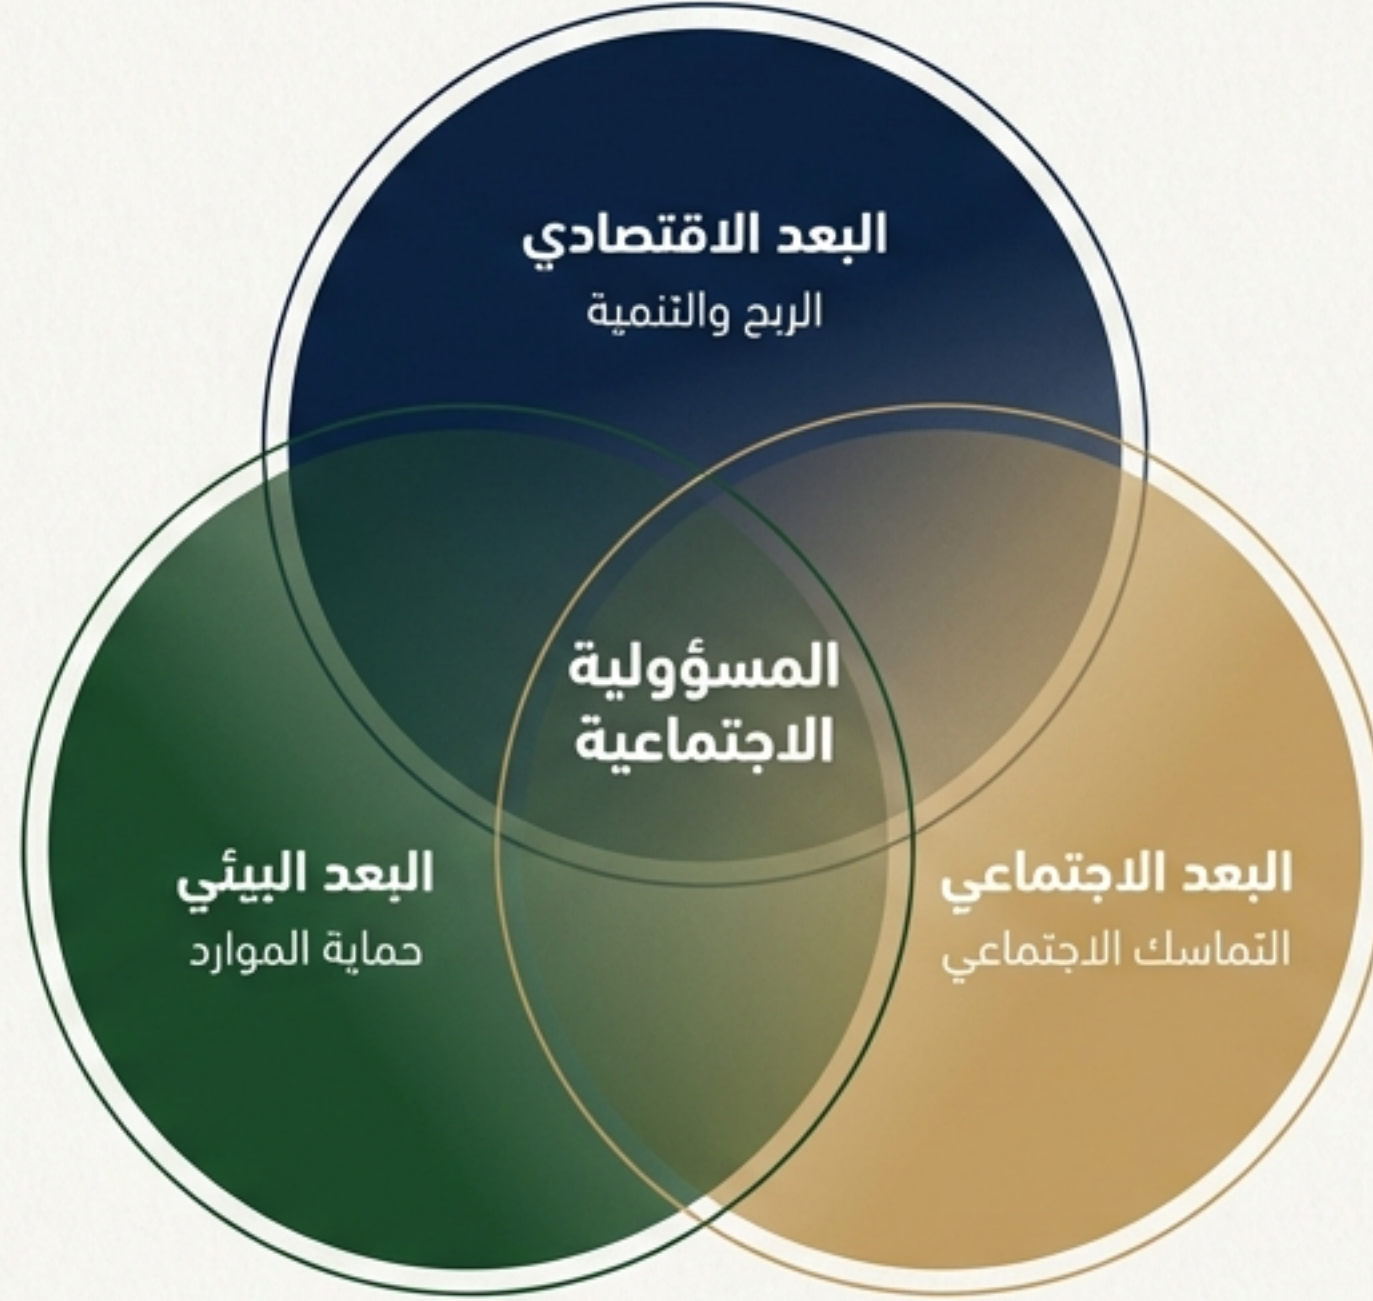 البعد الاقتصادي
الربح والتنمية
المسؤولية
الاجتماعية
البعد الاجتماعي
التماسك الاجتماعي
البعد البيئي
حماية الموارد